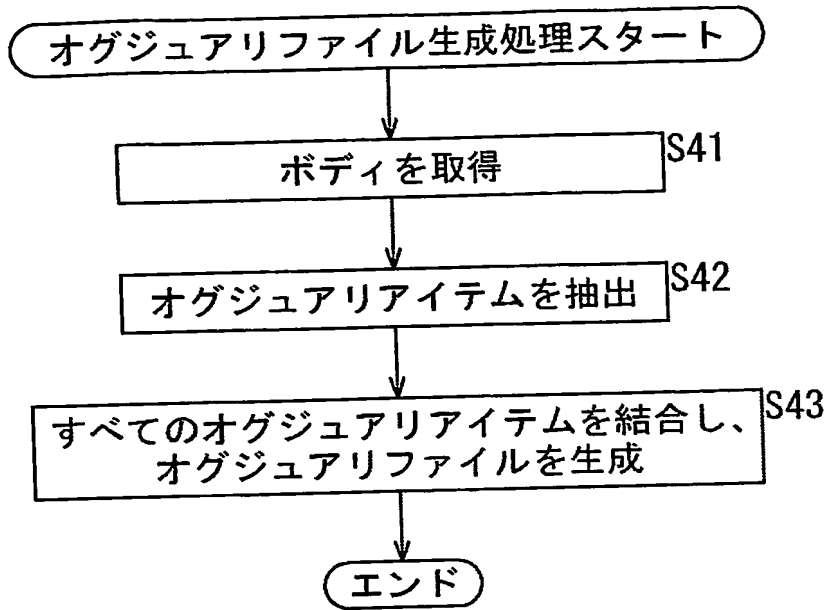 オグジュアリファイル生成処理スタート
ボディを取得
S41
オグジュアリアイテムを抽出
S42
すべてのオグジュアリアイテムを結合し、
オグジュアリファイルを生成
S43
エンド